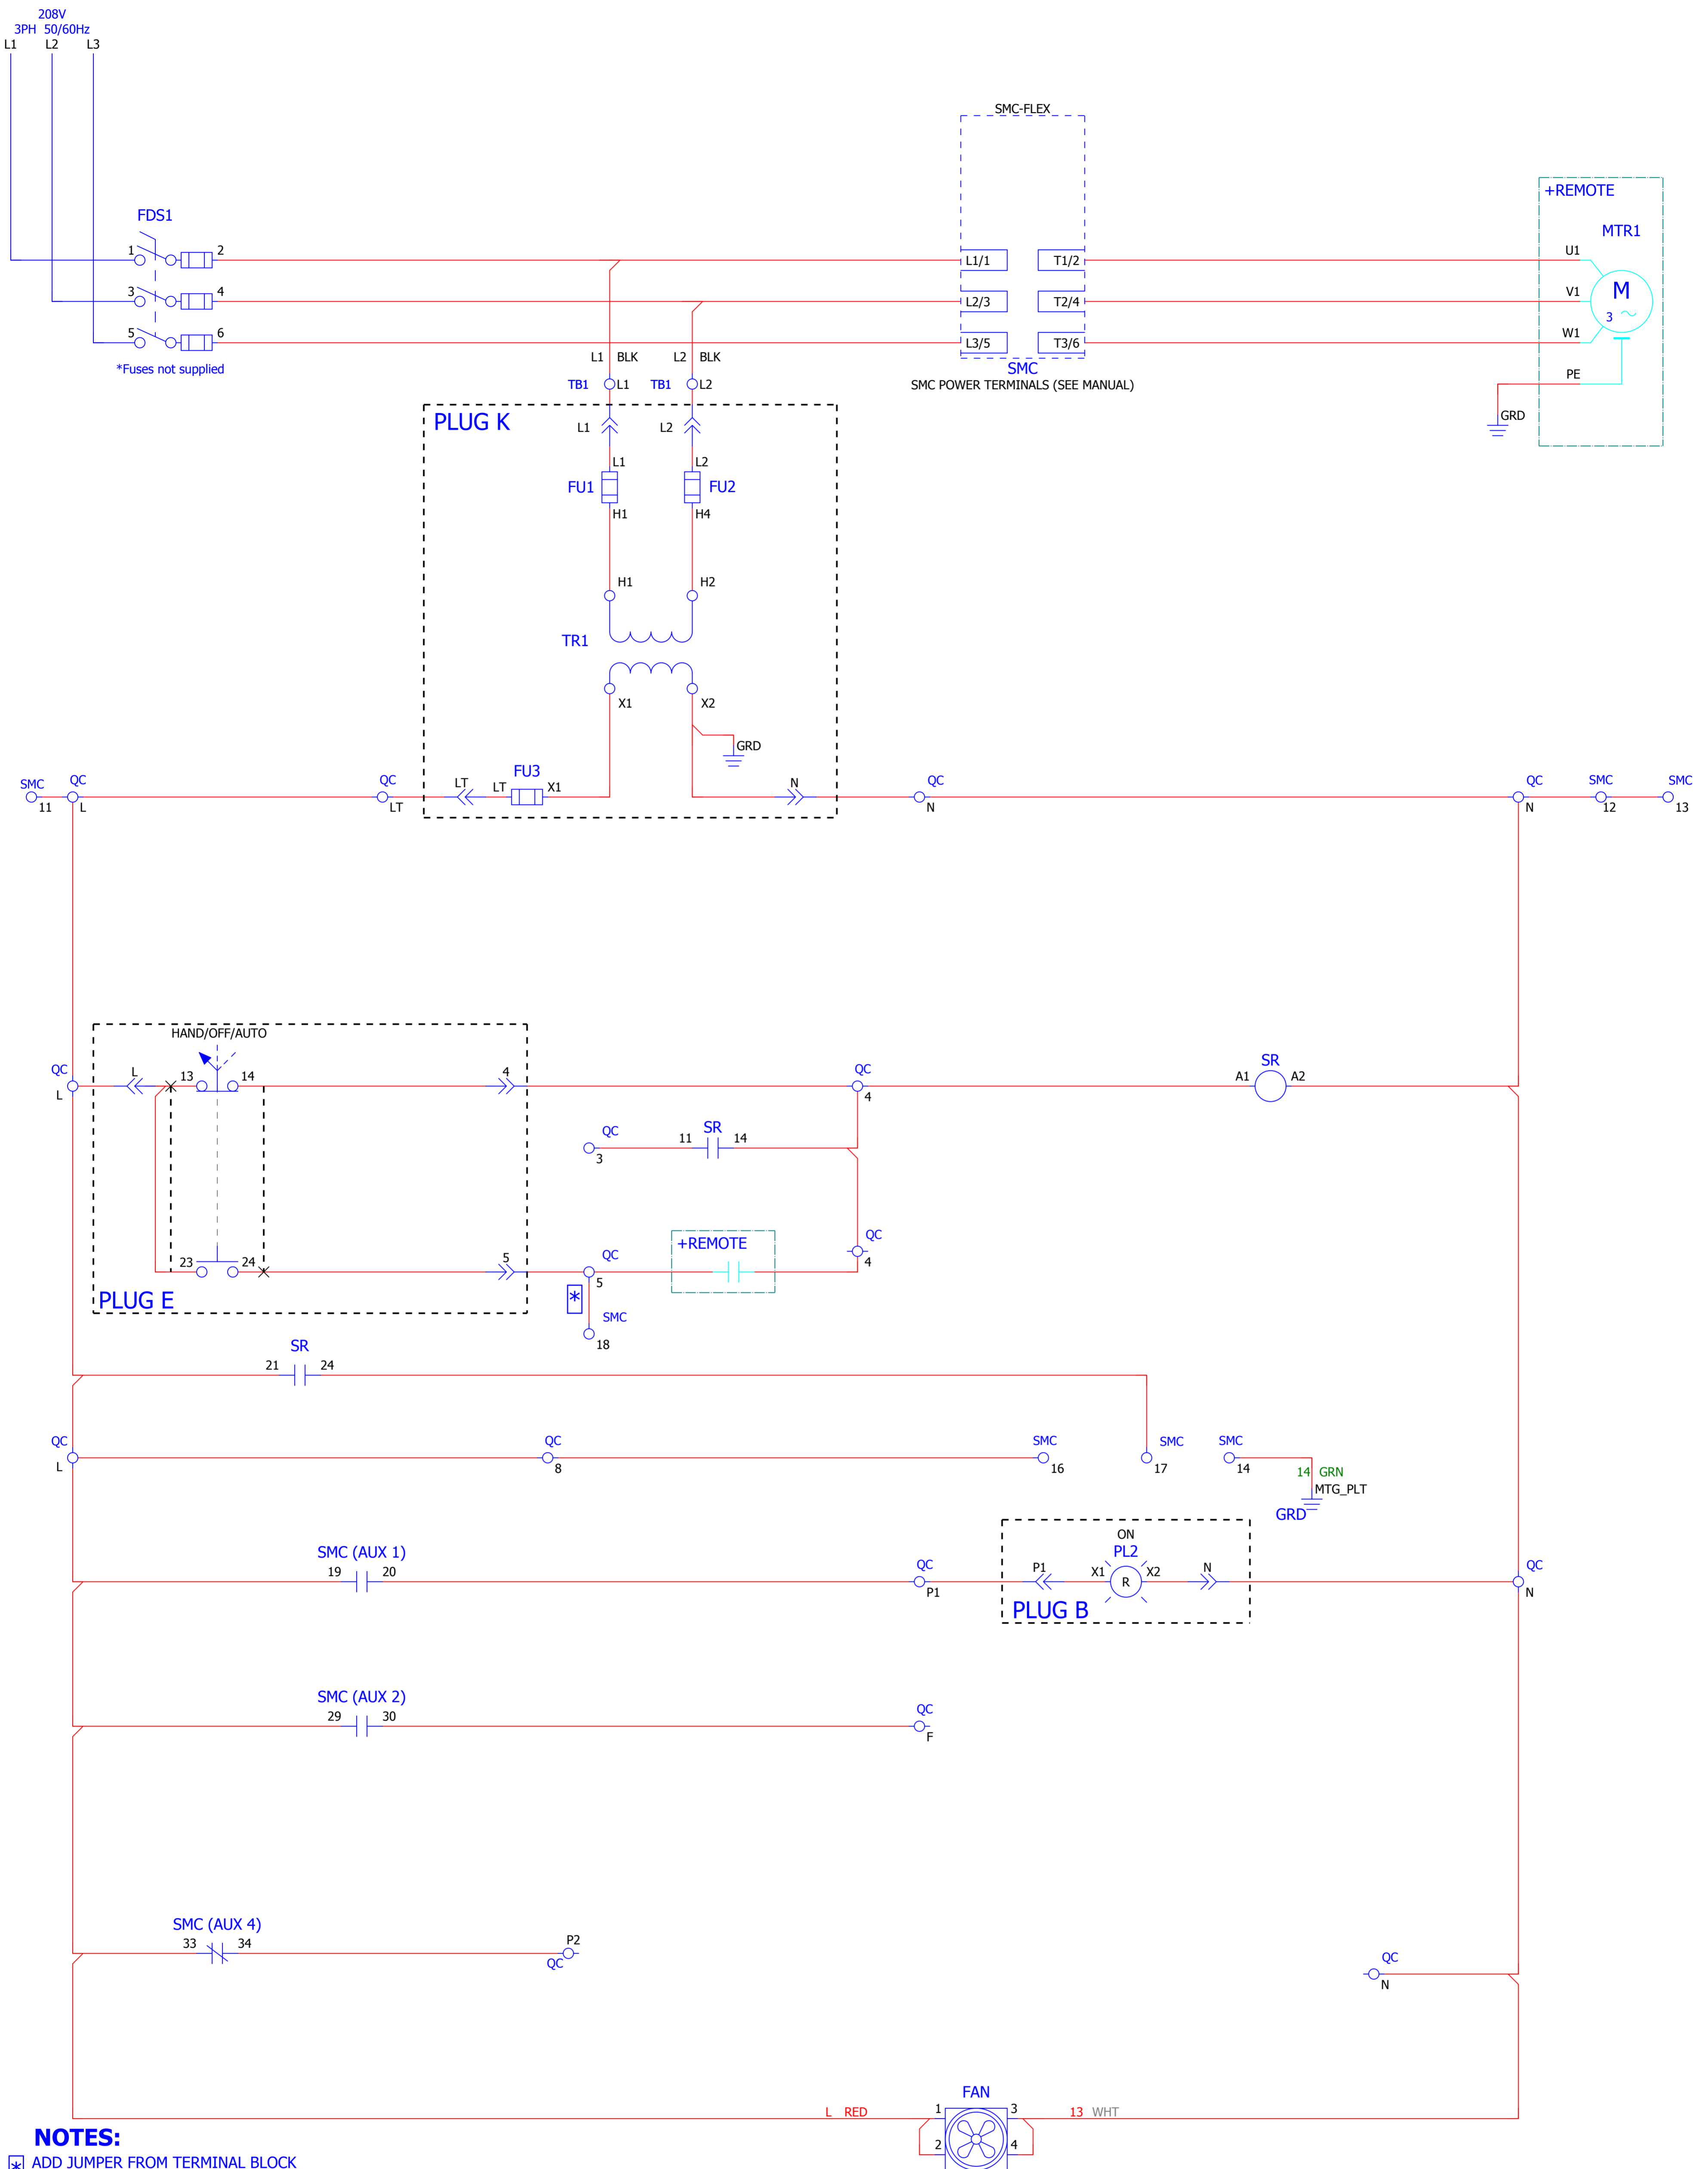 208V
3PH 50/60Hz
L1 L2 L3
SMC-FLEX
+REMOTE
FDS1
MTR1
1 2 L1/1 T1/2 U1
3 4 L2/3 T2/4 V1 M
3
5 6 L3/5 T3/6 W1
*Fuses not supplied
L1 BLK L2 BLK
SMC
SMC POWER TERMINALS (SEE MANUAL)
PE
TB1 L1 TB1 L2
GRD
PLUG K
L1 L2
L1 L2
FU1 FU2
H1 H4
H1 H2
TR1
X1 X2
GRD
FU3
SMC QC QC LT LT X1 N QC QC SMC SMC
11 L LT N N 12 13
HAND/OFF/AUTO
QC L 13 14 4 QC SR
A1 A2
L 4
QC 11 SR 14
3
+REMOTE
QC
23 24 5 QC 4
5
PLUG E
*
SMC
18
SR
21 24
QC QC SMC SMC SMC
L 8 16 17 14
14 GRN
MTG_PLT
GRD
ON
SMC (AUX 1) PL2
19 20 QC P1 X1 R X2 N QC
P1 N
PLUG B
SMC (AUX 2)
29 30 QC
F
SMC (AUX 4)
33 34 P2
QC
QC
N
FAN
L RED 1 3 13 WHT
2 4
NOTES:
* ADD JUMPER FROM TERMINAL BLOCK